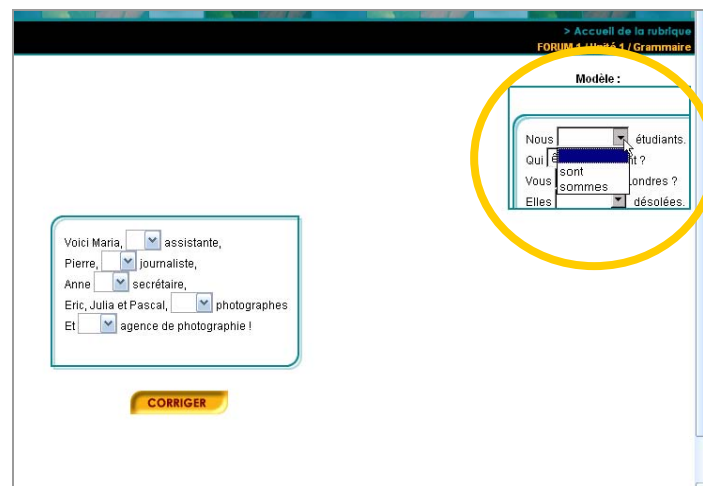 > Accueil de la rubrique
FORUM 1 / Unité 1 / Grammaire
Modèle :
Nous étudiants.
Qui ?
sont
Vous ondres ?
sommes
Elles désolées.
Voici Maria, assistante,
Pierre, journaliste,
Anne secrétaire,
Eric, Julia et Pascal, photographes
Et agence de photographie !
CORRIGER